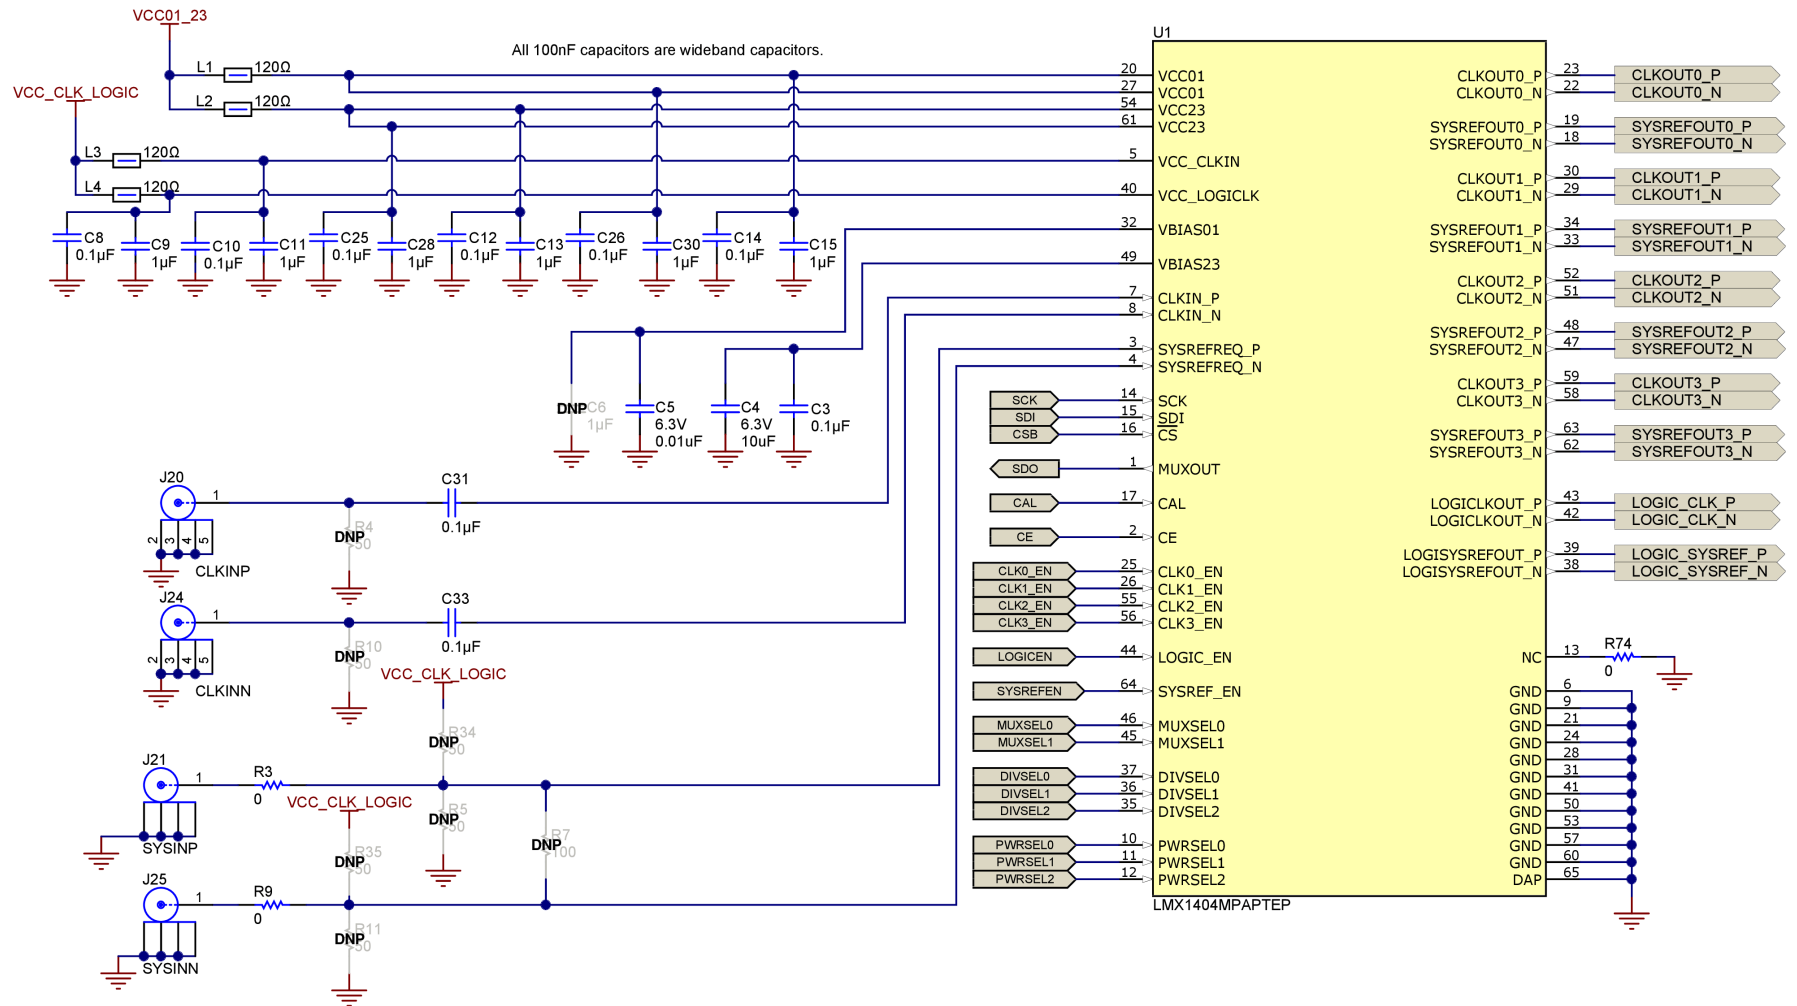 VCC01_23
U1
All 100nF capacitors are wideband capacitors.
L1 120Ω
VCC_CLK_LOGIC
L2 120Ω
L3 120Ω
L4 120Ω
C8
0.1µF
C9
1µF
C10
0.1µF
C11
1µF
C25
0.1µF
C28
1µF
C12
0.1µF
C13
1µF
C26
0.1µF
C30
1µF
C14
0.1µF
C15
1µF
DNP C6
1µF
C5
6.3V
0.01uF
C4
6.3V
10uF
C3
0.1µF
J20
1
2 3 4 5
CLKINP
R4
DNP
50
C31
0.1µF
J24
1
2 3 4 5
CLKINN
R10
DNP
50
C33
0.1µF
VCC_CLK_LOGIC
R34
DNP
50
J21
1
SYSINP
R3
0
VCC_CLK_LOGIC
R5
DNP
50
R7
DNP
100
R35
DNP
50
J25
1
SYSINN
R9
0
R11
DNP
50
20 VCC01
27 VCC01
54 VCC23
61 VCC23
5 VCC_CLKIN
40 VCC_LOGICLK
32 VBIAS01
49 VBIAS23
7 CLKIN_P
8 CLKIN_N
3 SYSREFREQ_P
4 SYSREFREQ_N
SCK 14 SCK
SDI 15 SDI
CSB 16 CS
SDO 1 MUXOUT
CAL 17 CAL
CE 2 CE
CLK0_EN 25 CLK0_EN
CLK1_EN 26 CLK1_EN
CLK2_EN 55 CLK2_EN
CLK3_EN 56 CLK3_EN
LOGICEN 44 LOGIC_EN
SYSREFEN 64 SYSREF_EN
MUXSEL0 46 MUXSEL0
MUXSEL1 45 MUXSEL1
DIVSEL0 37 DIVSEL0
DIVSEL1 36 DIVSEL1
DIVSEL2 35 DIVSEL2
PWRSEL0 10 PWRSEL0
PWRSEL1 11 PWRSEL1
PWRSEL2 12 PWRSEL2
LMX1404MPAPTEP
CLKOUT0_P 23 CLKOUT0_P
CLKOUT0_N 22 CLKOUT0_N
SYSREFOUT0_P 19 SYSREFOUT0_P
SYSREFOUT0_N 18 SYSREFOUT0_N
CLKOUT1_P 30 CLKOUT1_P
CLKOUT1_N 29 CLKOUT1_N
SYSREFOUT1_P 34 SYSREFOUT1_P
SYSREFOUT1_N 33 SYSREFOUT1_N
CLKOUT2_P 52 CLKOUT2_P
CLKOUT2_N 51 CLKOUT2_N
SYSREFOUT2_P 48 SYSREFOUT2_P
SYSREFOUT2_N 47 SYSREFOUT2_N
CLKOUT3_P 59 CLKOUT3_P
CLKOUT3_N 58 CLKOUT3_N
SYSREFOUT3_P 63 SYSREFOUT3_P
SYSREFOUT3_N 62 SYSREFOUT3_N
LOGICLKOUT_P 43 LOGIC_CLK_P
LOGICLKOUT_N 42 LOGIC_CLK_N
LOGISYSREFOUT_P 39 LOGIC_SYSREF_P
LOGISYSREFOUT_N 38 LOGIC_SYSREF_N
NC 13 R74
0
GND 6
GND 9
GND 21
GND 24
GND 28
GND 31
GND 41
GND 50
GND 53
GND 57
GND 60
DAP 65